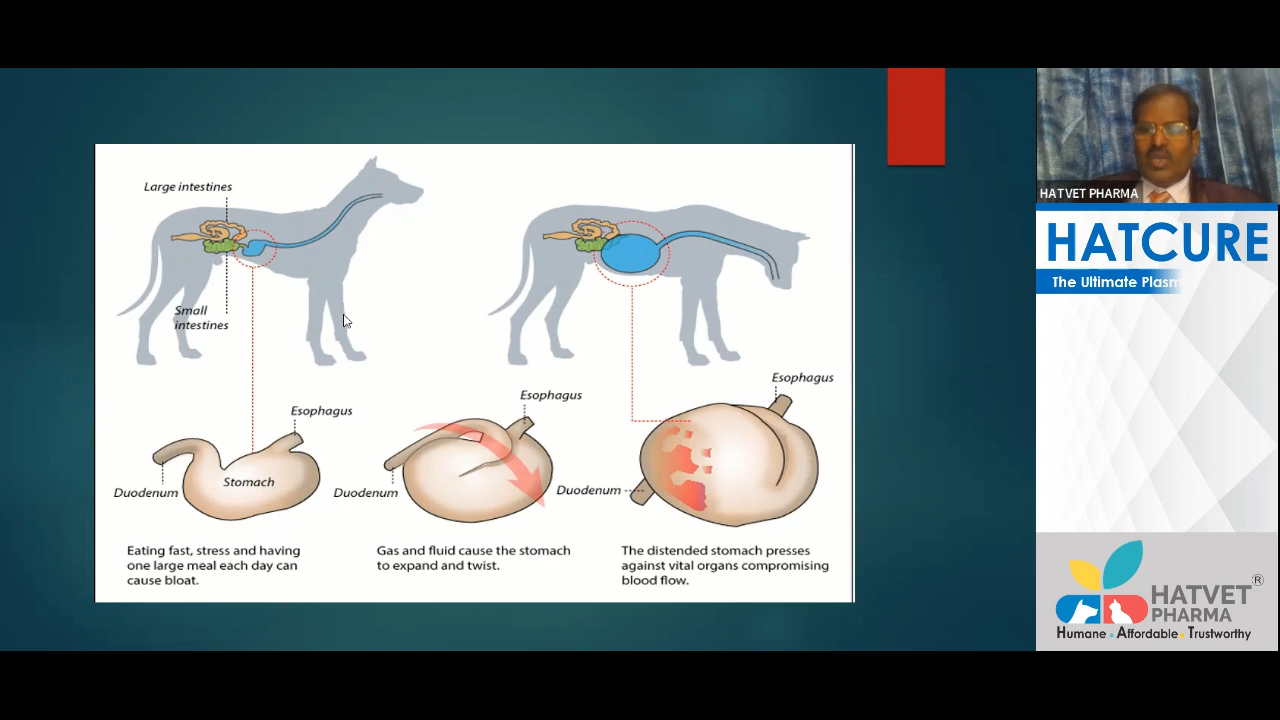 Large intestines
Small
intestines
Esophagus
Duodenum
Stomach
Esophagus
Duodenum
Esophagus
Duodenum
Eating fast, stress and having
one large meal each day can
cause bloat.
Gas and fluid cause the stomach
to expand and twist.
The distended stomach presses
against vital organs compromising
blood flow.
HATVET PHARMA
HATCURE
The Ultimate Plasm
HATVET ®
PHARMA
Humane • Affordable • Trustworthy